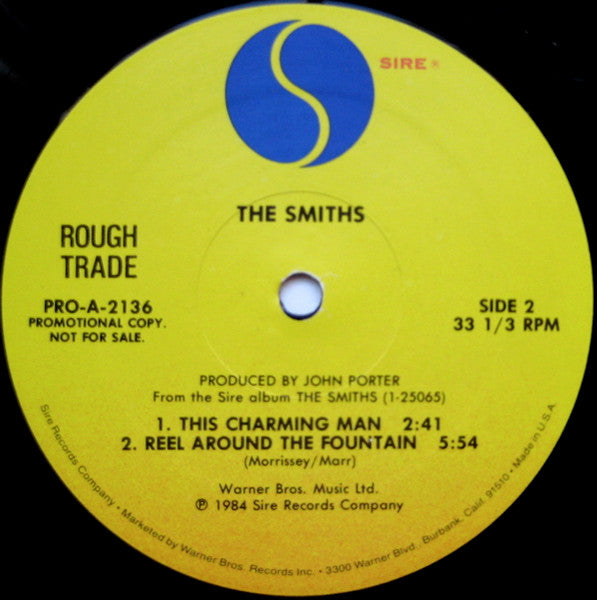 SIRE ®
THE SMITHS
ROUGH
TRADE
PRO-A-2136
PROMOTIONAL COPY.
NOT FOR SALE.
SIDE 2
33 1/3 RPM
PRODUCED BY JOHN PORTER
From the Sire album THE SMITHS (1-25065)
1. THIS CHARMING MAN 2:41
2. REEL AROUND THE FOUNTAIN 5:54
(Morrissey/Marr)
Warner Bros. Music Ltd.
℗ 1984 Sire Records Company
Sire Records Company • Marketed by Warner Bros. Records Inc. • 3300 Warner Blvd., Burbank, Calif. 91510 • Made in U.S.A.